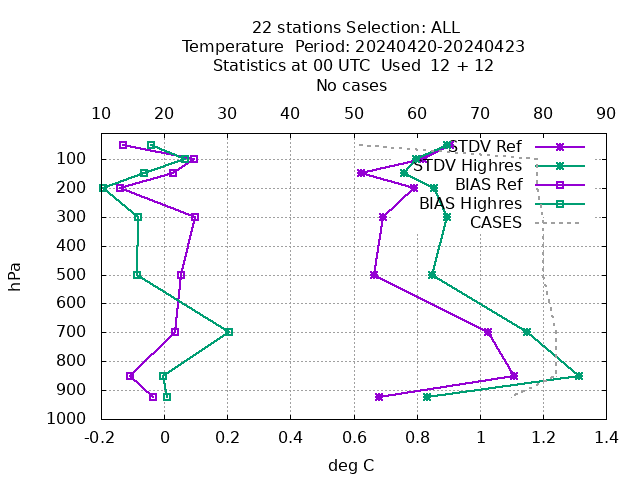 22 stations Selection: ALL
Temperature  Period: 20240420-20240423
Statistics at 00 UTC  Used  12 + 12
No cases
10 20 30 40 50 60 70 80 90
STDV Ref
STDV Highres
BIAS Ref
BIAS Highres
CASES
hPa
100
200
300
400
500
600
700
800
900
1000
-0.2 0 0.2 0.4 0.6 0.8 1 1.2 1.4
deg C